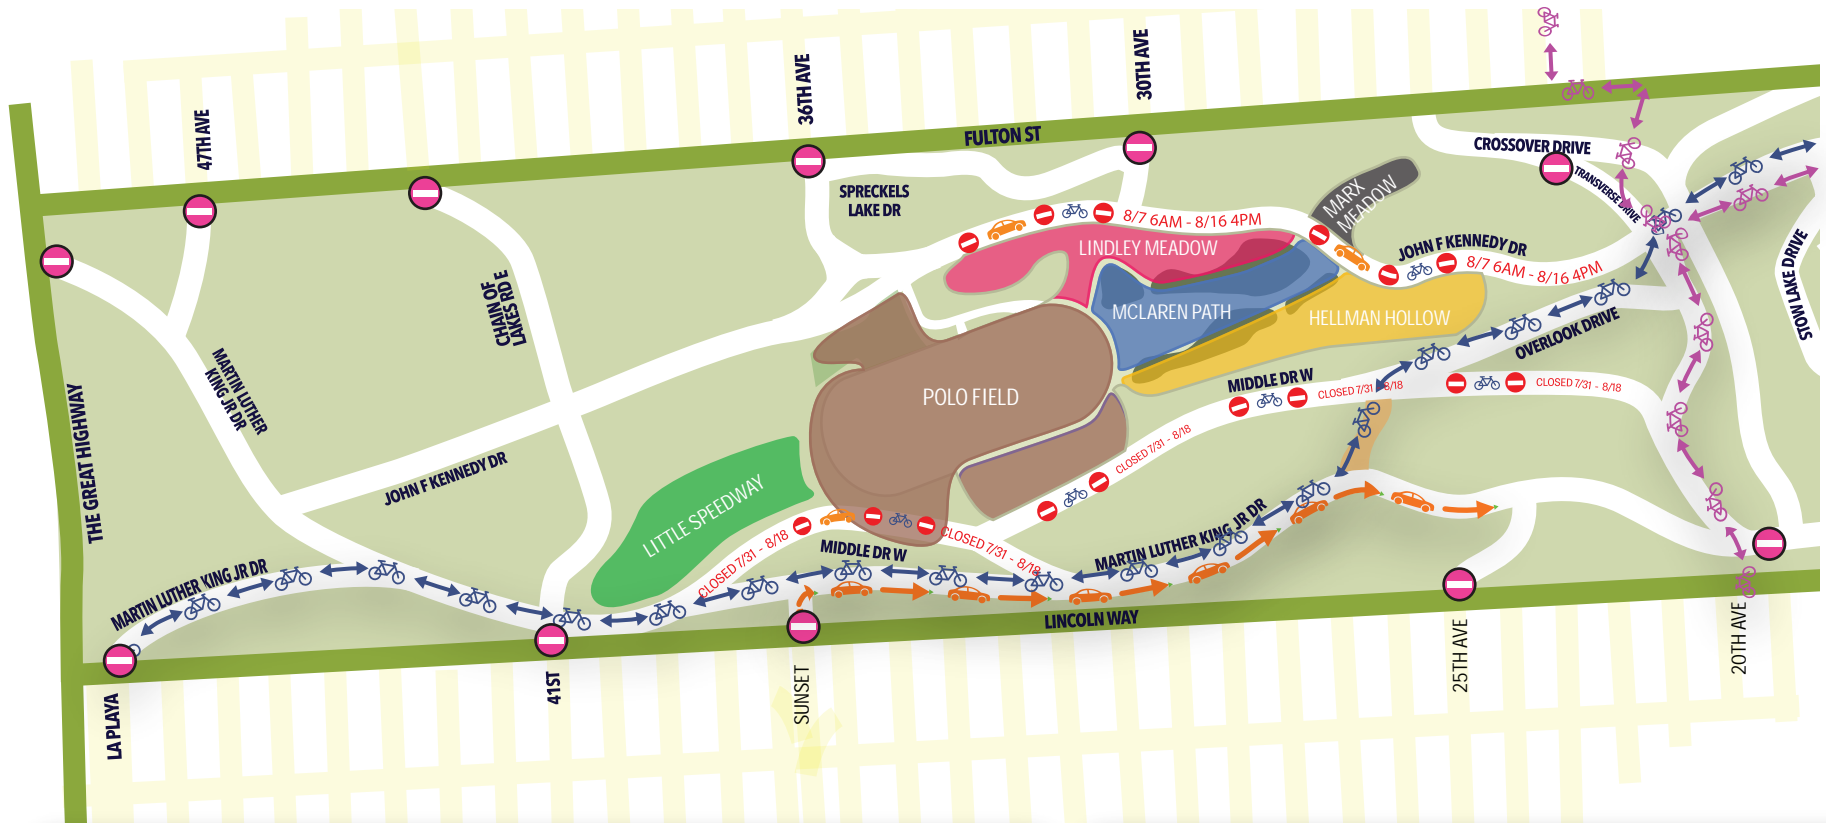 47TH AVE
36TH AVE
30TH AVE
FULTON ST
CROSSOVER DRIVE
TRANSVERSE DRIVE
SPRECKELS
LAKE DR
MARX
MEADOW
8/7 6AM - 8/16 4PM
LINDLEY MEADOW
JOHN F KENNEDY DR
8/7 6AM - 8/16 4PM
STOW LAKE DRIVE
CHAIN OF
LAKES RD E
MCLAREN PATH
HELLMAN HOLLOW
OVERLOOK DRIVE
MARTIN LUTHER
KING JR DR
THE GREAT HIGHWAY
POLO FIELD
MIDDLE DR W
CLOSED 7/31 - 8/18
CLOSED 7/31 - 8/18
CLOSED 7/31 - 8/18
JOHN F KENNEDY DR
LITTLE SPEEDWAY
CLOSED 7/31 - 8/18
CLOSED 7/31 - 8/18
MIDDLE DR W
MARTIN LUTHER KING JR DR
MARTIN LUTHER KING JR DR
LINCOLN WAY
LA PLAYA
41ST
SUNSET
25TH AVE
20TH AVE